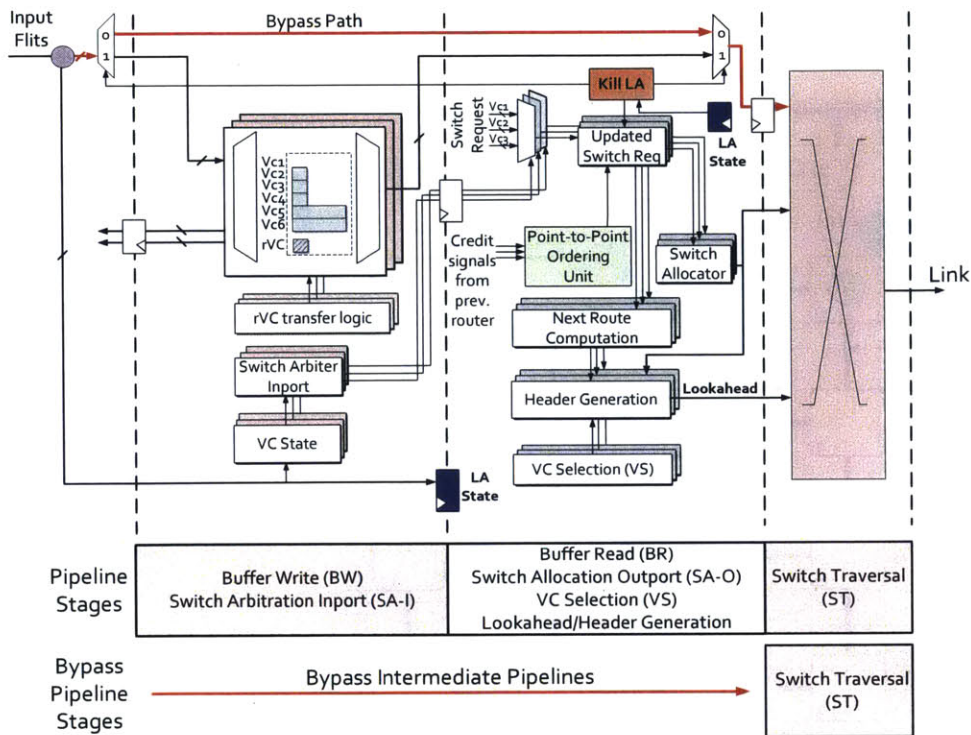 Input
Flits
Bypass Path
0
1
0
1
Kill LA
LA
State
Switch
Request
Vc1
Vc2
Vc3
Updated
Switch Req
Vc1
Vc2
Vc3
Vc4
Vc5
Vc6
rVC
Credit
signals
from
prev.
router
Point-to-Point
Ordering
Unit
Switch
Allocator
Link
rVC transfer logic
Next Route
Computation
Switch Arbiter
Inport
Header Generation
Lookahead
VC State
VC Selection (VS)
LA
State
Pipeline
Stages
Buffer Write (BW)
Switch Arbitration Inport (SA-I)
Buffer Read (BR)
Switch Allocation Outport (SA-O)
VC Selection (VS)
Lookahead/Header Generation
Switch Traversal
(ST)
Bypass
Pipeline
Stages
Bypass Intermediate Pipelines
Switch Traversal
(ST)